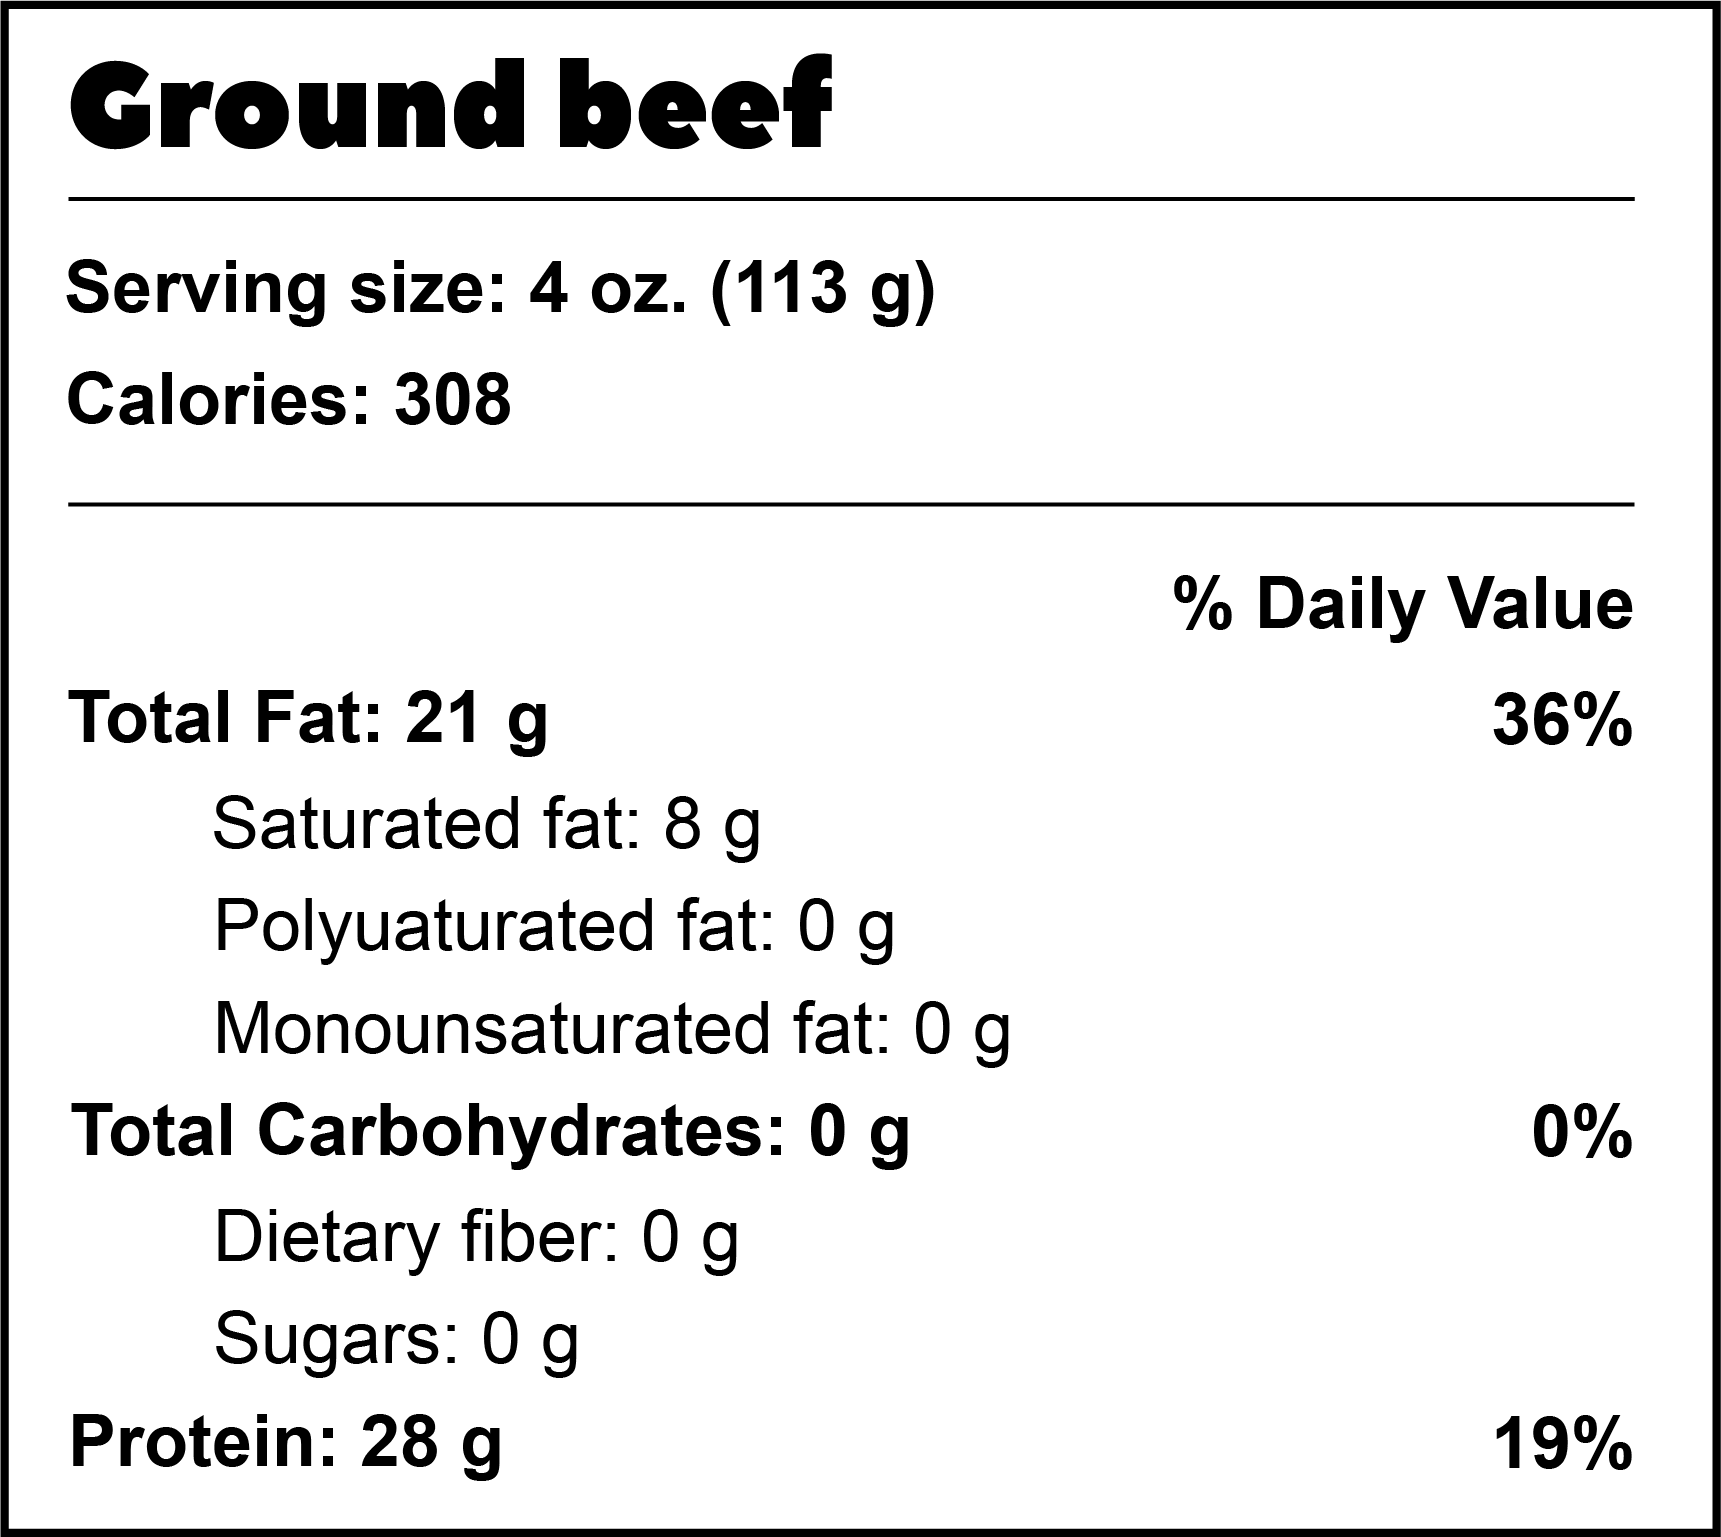 Ground beef
Serving size: 4 oz. (113 g)
Calories: 308
% Daily Value
Total Fat: 21 g 36%
Saturated fat: 8 g
Polyuaturated fat: 0 g
Monounsaturated fat: 0 g
Total Carbohydrates: 0 g 0%
Dietary fiber: 0 g
Sugars: 0 g
Protein: 28 g 19%